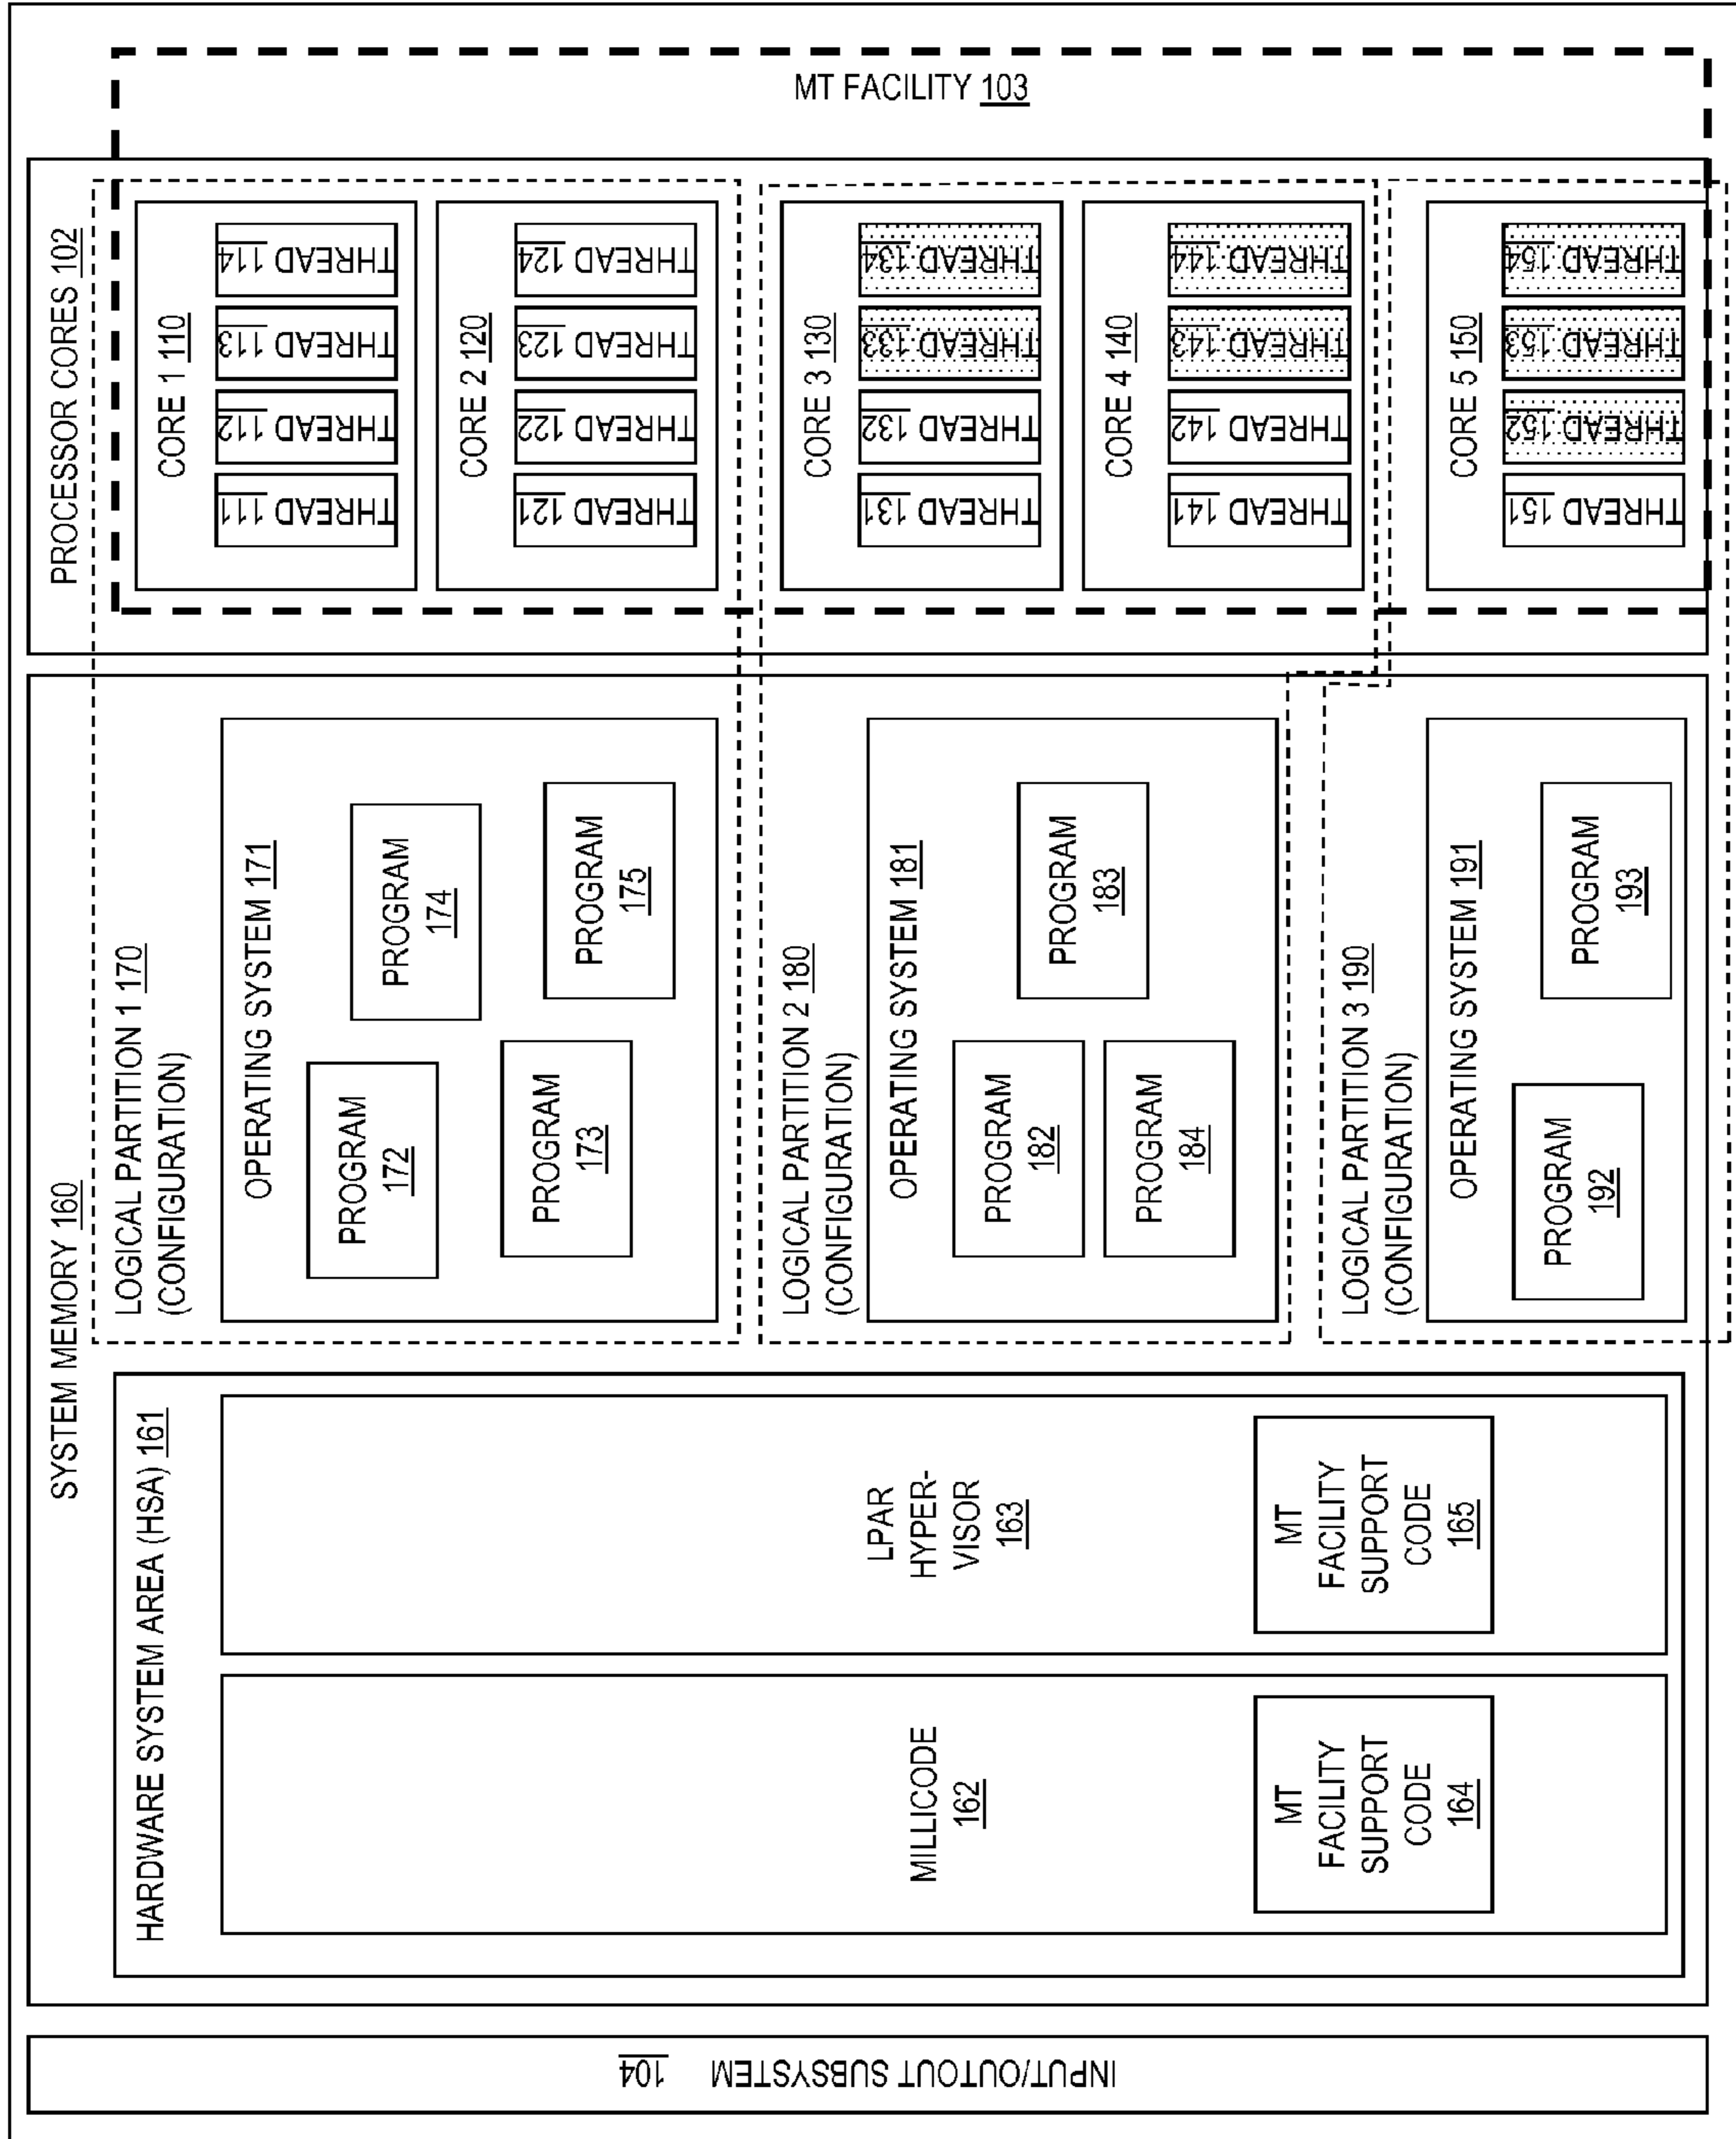 MT FACILITY 103
PROCESSOR CORES 102
CORE 1 110
THREAD 111
THREAD 112
THREAD 113
THREAD 114
CORE 2 120
THREAD 121
THREAD 122
THREAD 123
THREAD 124
CORE 3 130
THREAD 131
THREAD 132
THREAD 133
THREAD 134
CORE 4 140
THREAD 141
THREAD 142
THREAD 143
THREAD 144
CORE 5 150
THREAD 151
THREAD 152
THREAD 153
THREAD 154
SYSTEM MEMORY 160
LOGICAL PARTITION 1 170
(CONFIGURATION)
OPERATING SYSTEM 171
PROGRAM
172
PROGRAM
174
PROGRAM
173
PROGRAM
175
LOGICAL PARTITION 2 180
(CONFIGURATION)
OPERATING SYSTEM 181
PROGRAM
182
PROGRAM
183
PROGRAM
184
LOGICAL PARTITION 3 190
(CONFIGURATION)
OPERATING SYSTEM 191
PROGRAM
192
PROGRAM
193
HARDWARE SYSTEM AREA (HSA) 161
MILLICODE
162
MT
FACILITY
SUPPORT
CODE
164
LPAR
HYPER-
VISOR
163
MT
FACILITY
SUPPORT
CODE
165
INPUT/OUTOUT SUBSYSTEM 104